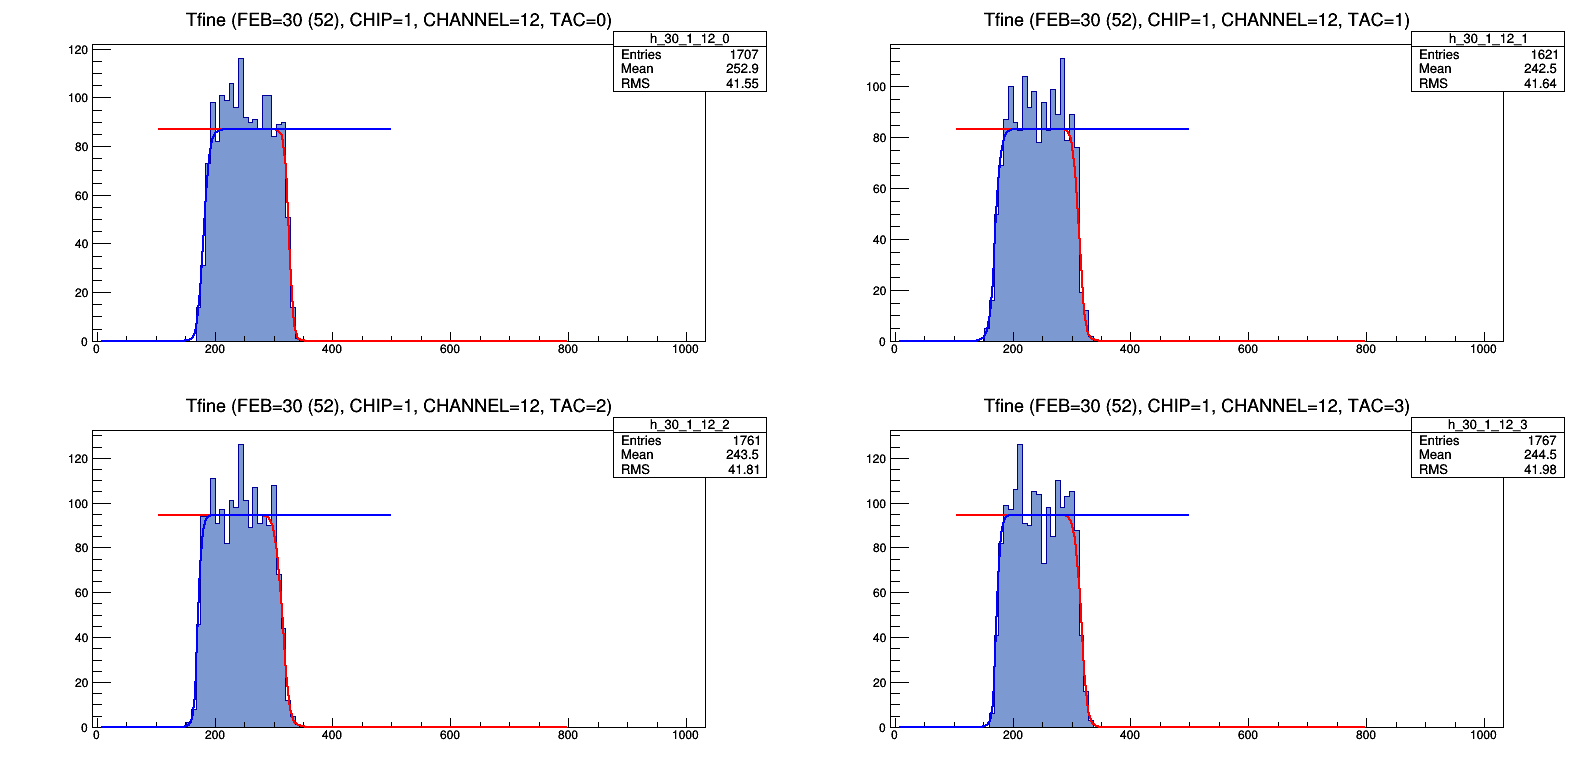 Tfine (FEB=30 (52), CHIP=1, CHANNEL=12, TAC=0)
h_30_1_12_0
Entries 1707
Mean 252.9
RMS 41.55
120
100
80
60
40
20
0
0 200 400 600 800 1000
Tfine (FEB=30 (52), CHIP=1, CHANNEL=12, TAC=1)
h_30_1_12_1
Entries 1621
Mean 242.5
RMS 41.64
100
80
60
40
20
0
0 200 400 600 800 1000
Tfine (FEB=30 (52), CHIP=1, CHANNEL=12, TAC=2)
h_30_1_12_2
Entries 1761
Mean 243.5
RMS 41.81
120
100
80
60
40
20
0
0 200 400 600 800 1000
Tfine (FEB=30 (52), CHIP=1, CHANNEL=12, TAC=3)
h_30_1_12_3
Entries 1767
Mean 244.5
RMS 41.98
120
100
80
60
40
20
0
0 200 400 600 800 1000